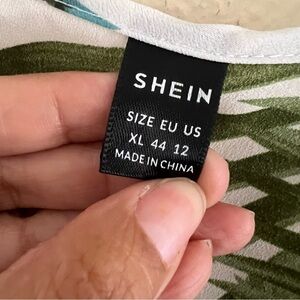 SHEIN
SIZE EU US
XL 44 12
MADE IN CHINA